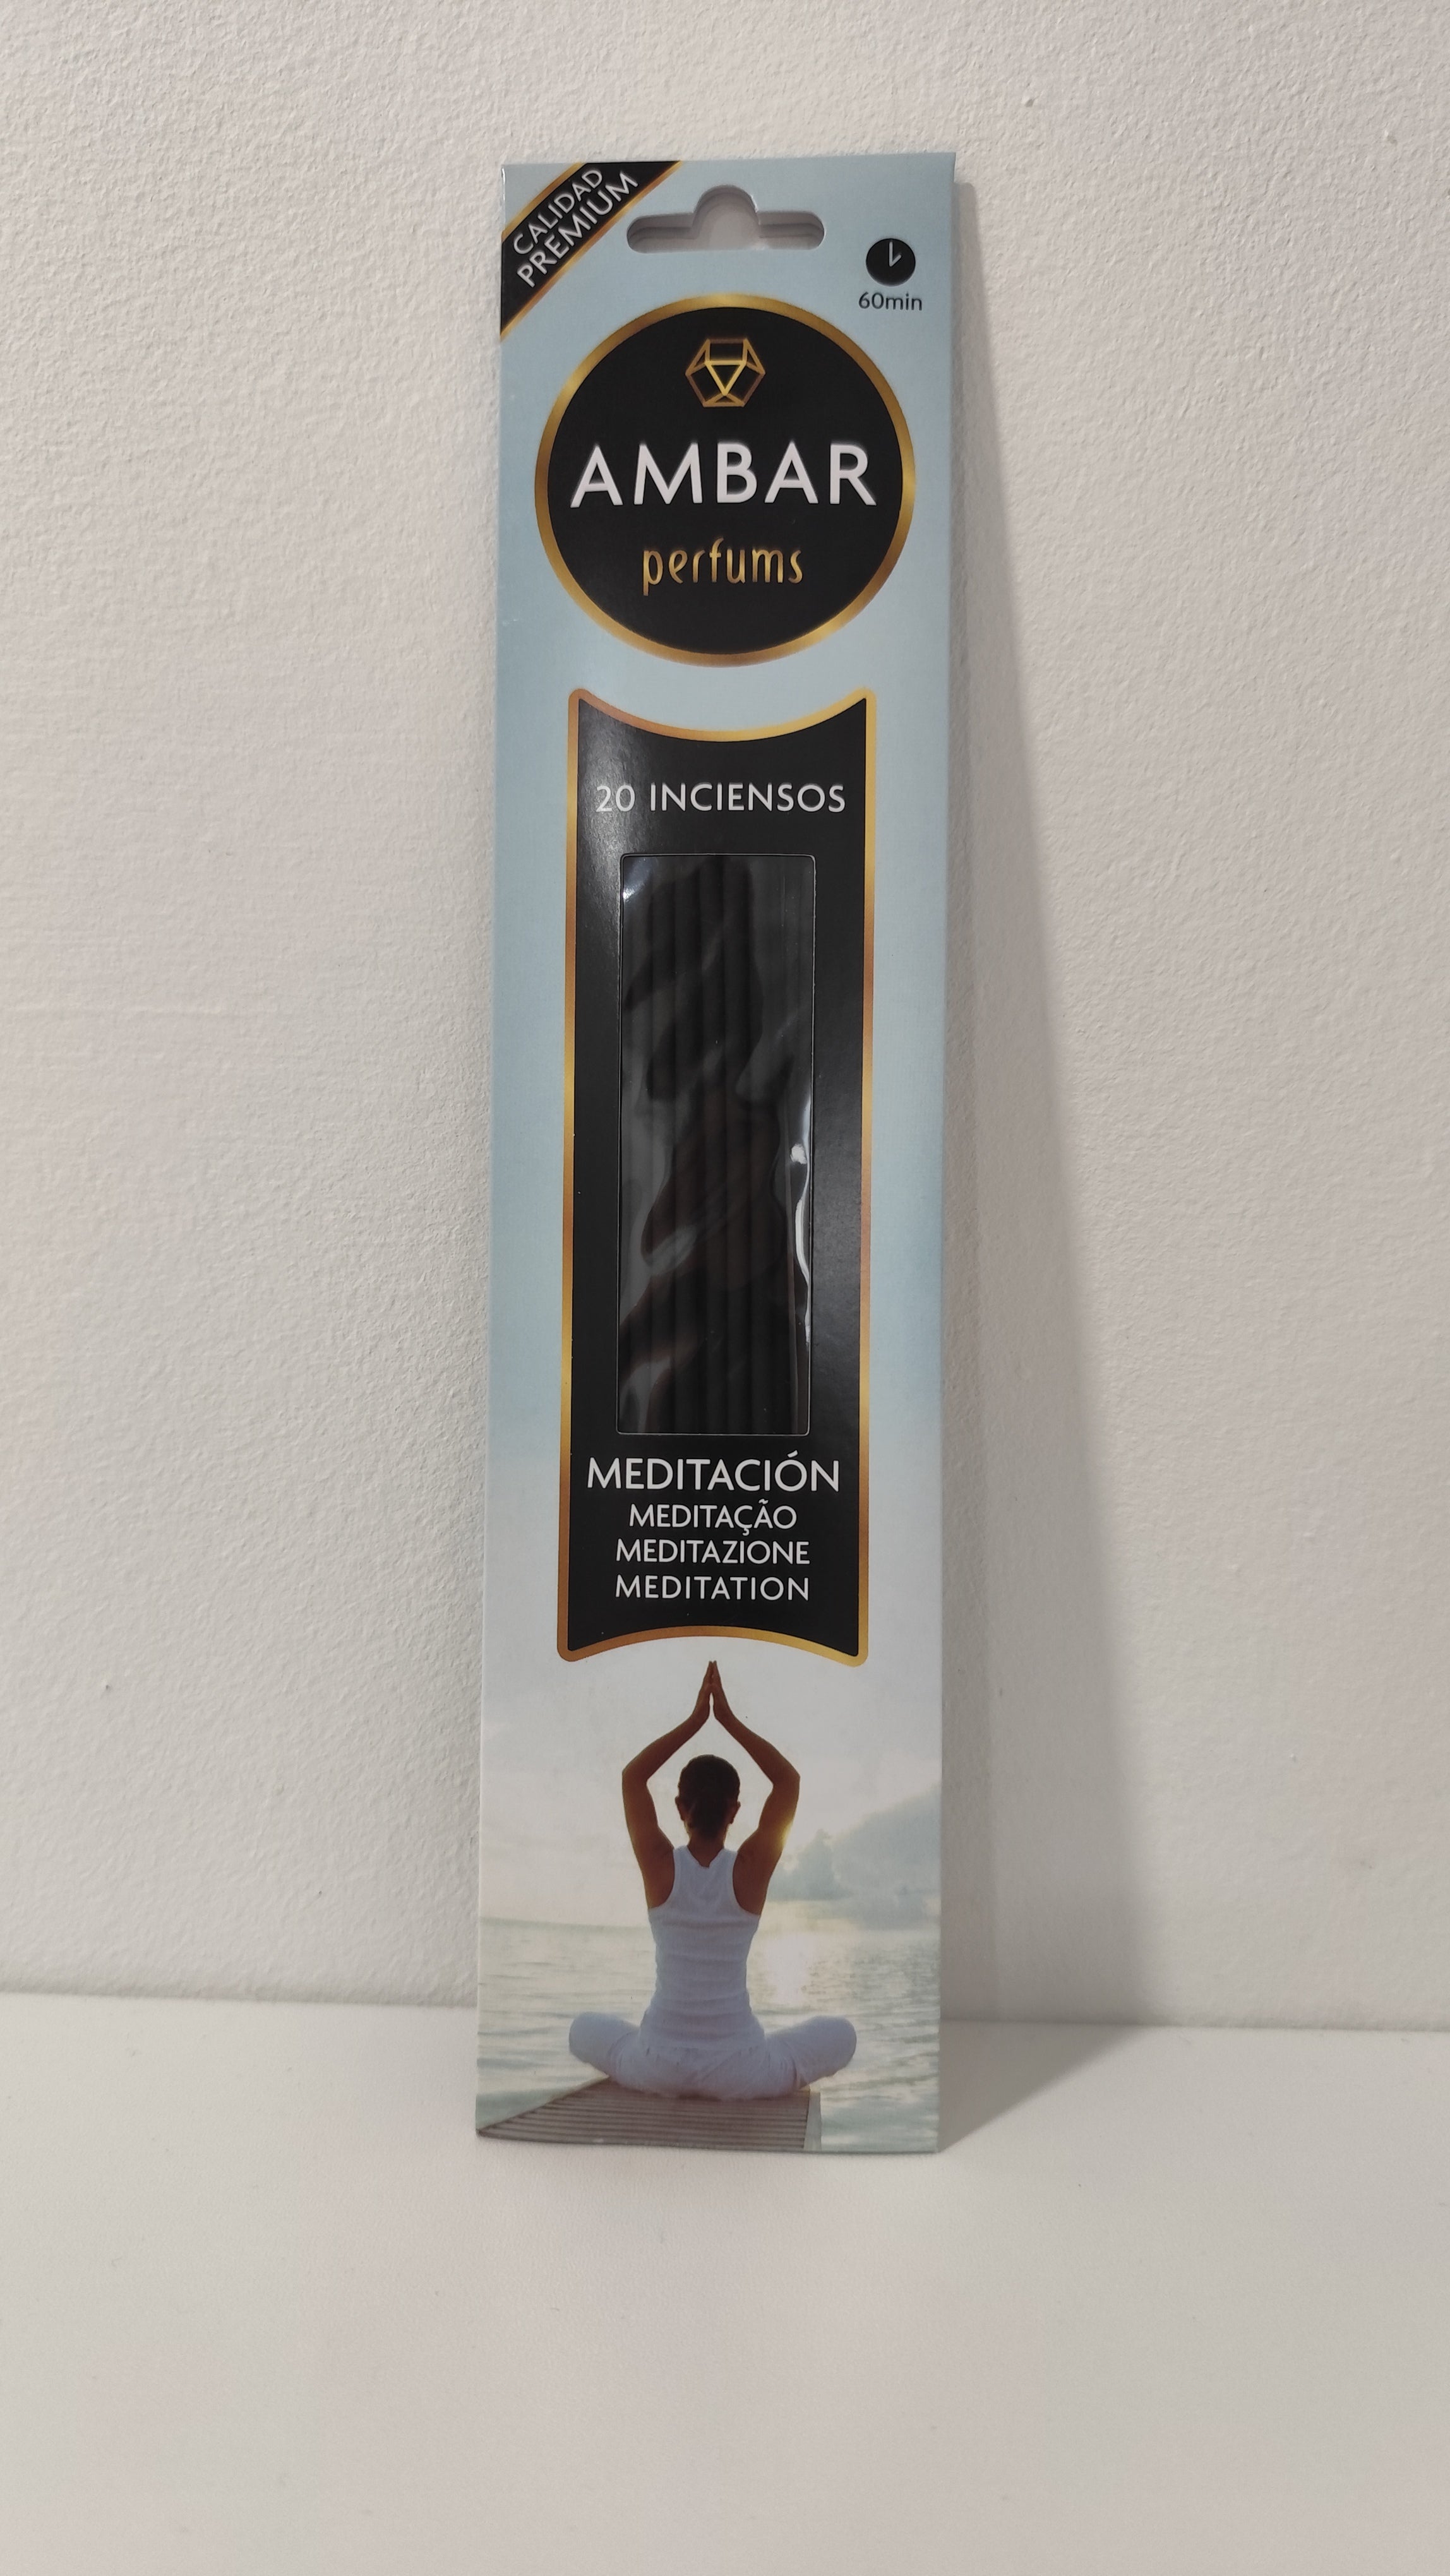 CALIDAD
PREMIUM
60min
AMBAR
perfums
20 INCIENSOS
MEDITACIÓN
MEDITAÇÃO
MEDITAZIONE
MEDITATION